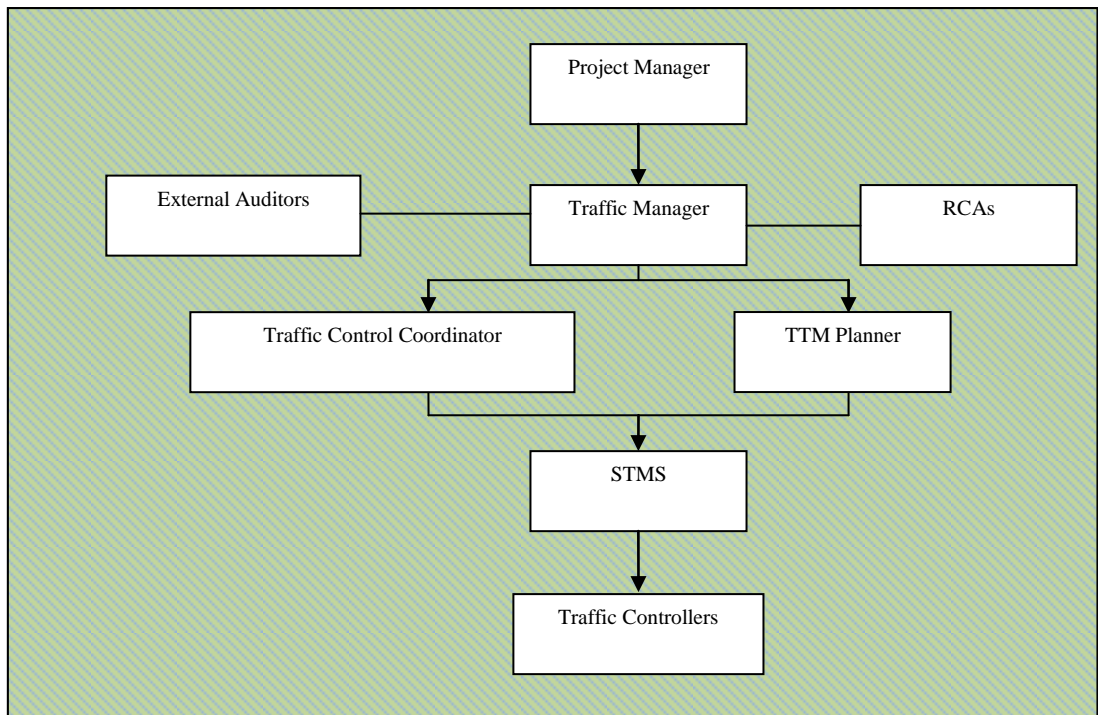 Project Manager
External Auditors
Traffic Manager
RCAs
Traffic Control Coordinator
TTM Planner
STMS
Traffic Controllers